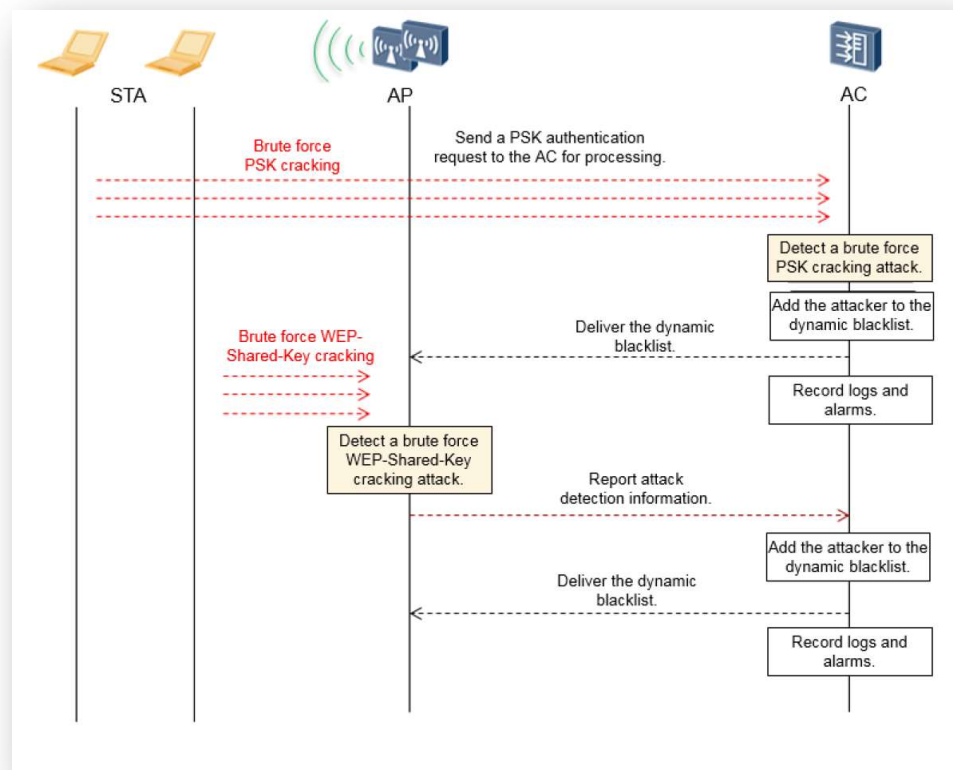 STA
AP
AC
Brute force
PSK cracking
Send a PSK authentication
request to the AC for processing.
Detect a brute force
PSK cracking attack.
Add the attacker to the
dynamic blacklist.
Deliver the dynamic
blacklist.
Brute force WEP-
Shared-Key cracking
Record logs and
alarms.
Detect a brute force
WEP-Shared-Key
cracking attack.
Report attack
detection information.
Add the attacker to the
dynamic blacklist.
Deliver the dynamic
blacklist.
Record logs and
alarms.